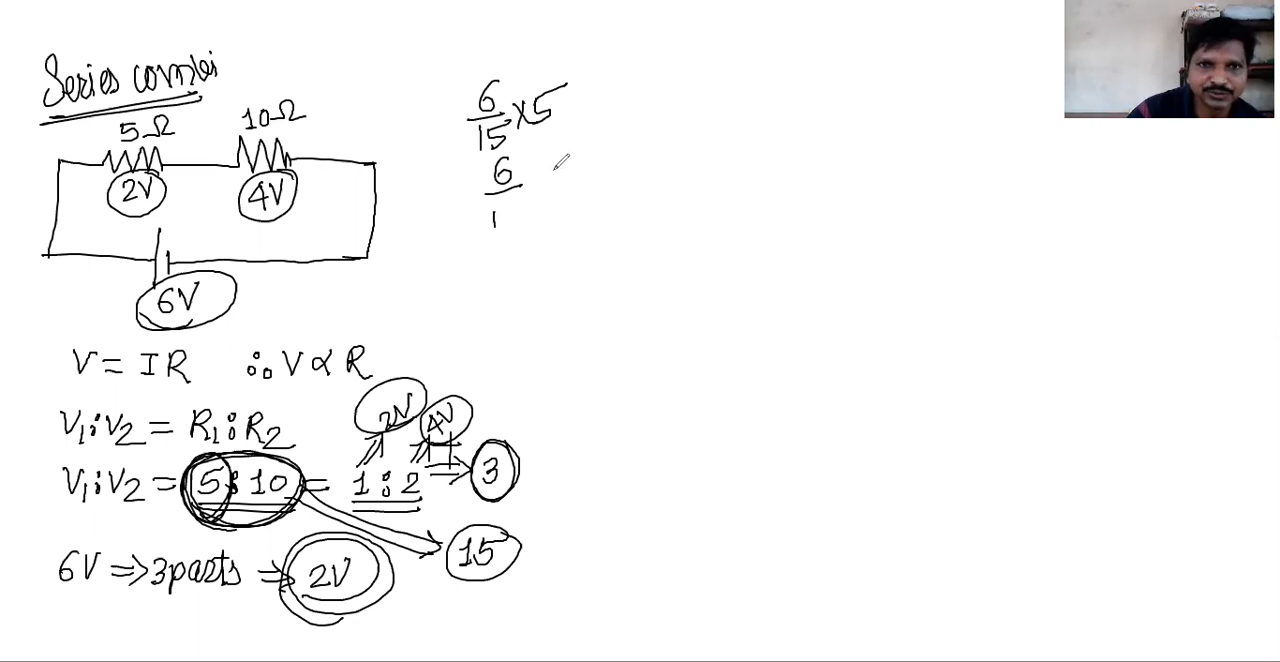 Series combi
5Ω 10Ω
2V 4V
6V
V = IR ∴ V ∝ R
V₁:V₂ = R₁:R₂
2V 4V
V₁:V₂ = 5:10 = 1:2 ⇒ 3
15
6V ⇒ 3parts ⇒ 2V
6/15 × 5
6/1